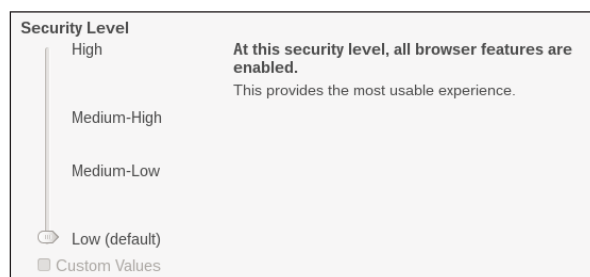 Security Level
High
At this security level, all browser features are
enabled.
This provides the most usable experience.
Medium-High
Medium-Low
Low (default)
Custom Values